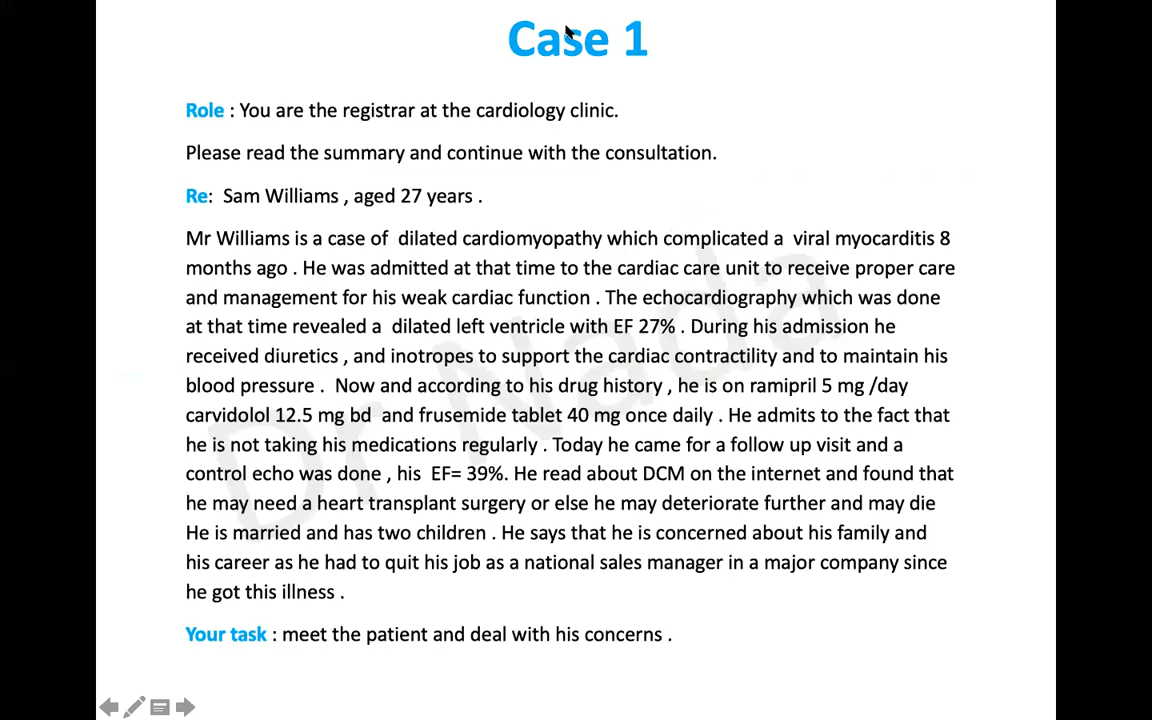 Case 1
Role : You are the registrar at the cardiology clinic.
Please read the summary and continue with the consultation.
Re: Sam Williams , aged 27 years .
Mr Williams is a case of dilated cardiomyopathy which complicated a viral myocarditis 8
months ago . He was admitted at that time to the cardiac care unit to receive proper care
and management for his weak cardiac function . The echocardiography which was done
at that time revealed a dilated left ventricle with EF 27% . During his admission he
received diuretics , and inotropes to support the cardiac contractility and to maintain his
blood pressure . Now and according to his drug history , he is on ramipril 5 mg /day
carvidolol 12.5 mg bd and frusemide tablet 40 mg once daily . He admits to the fact that
he is not taking his medications regularly . Today he came for a follow up visit and a
control echo was done , his EF= 39%. He read about DCM on the internet and found that
he may need a heart transplant surgery or else he may deteriorate further and may die
He is married and has two children . He says that he is concerned about his family and
his career as he had to quit his job as a national sales manager in a major company since
he got this illness .
Your task : meet the patient and deal with his concerns .
Dr Nada